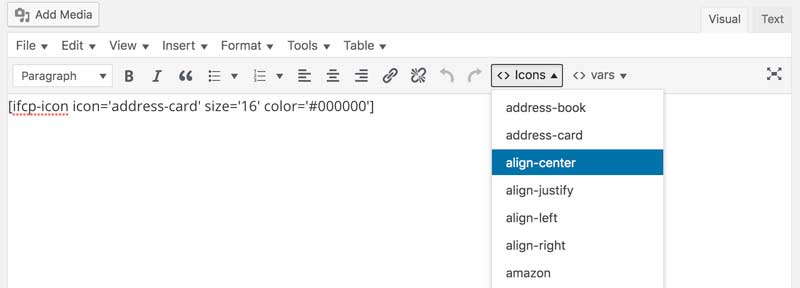 Add Media
Visual Text
File Edit View Insert Format Tools Table
Paragraph B I <> Icons <> vars
[ifcp-icon icon='address-card' size='16' color='#000000']
address-book
address-card
align-center
align-justify
align-left
align-right
amazon